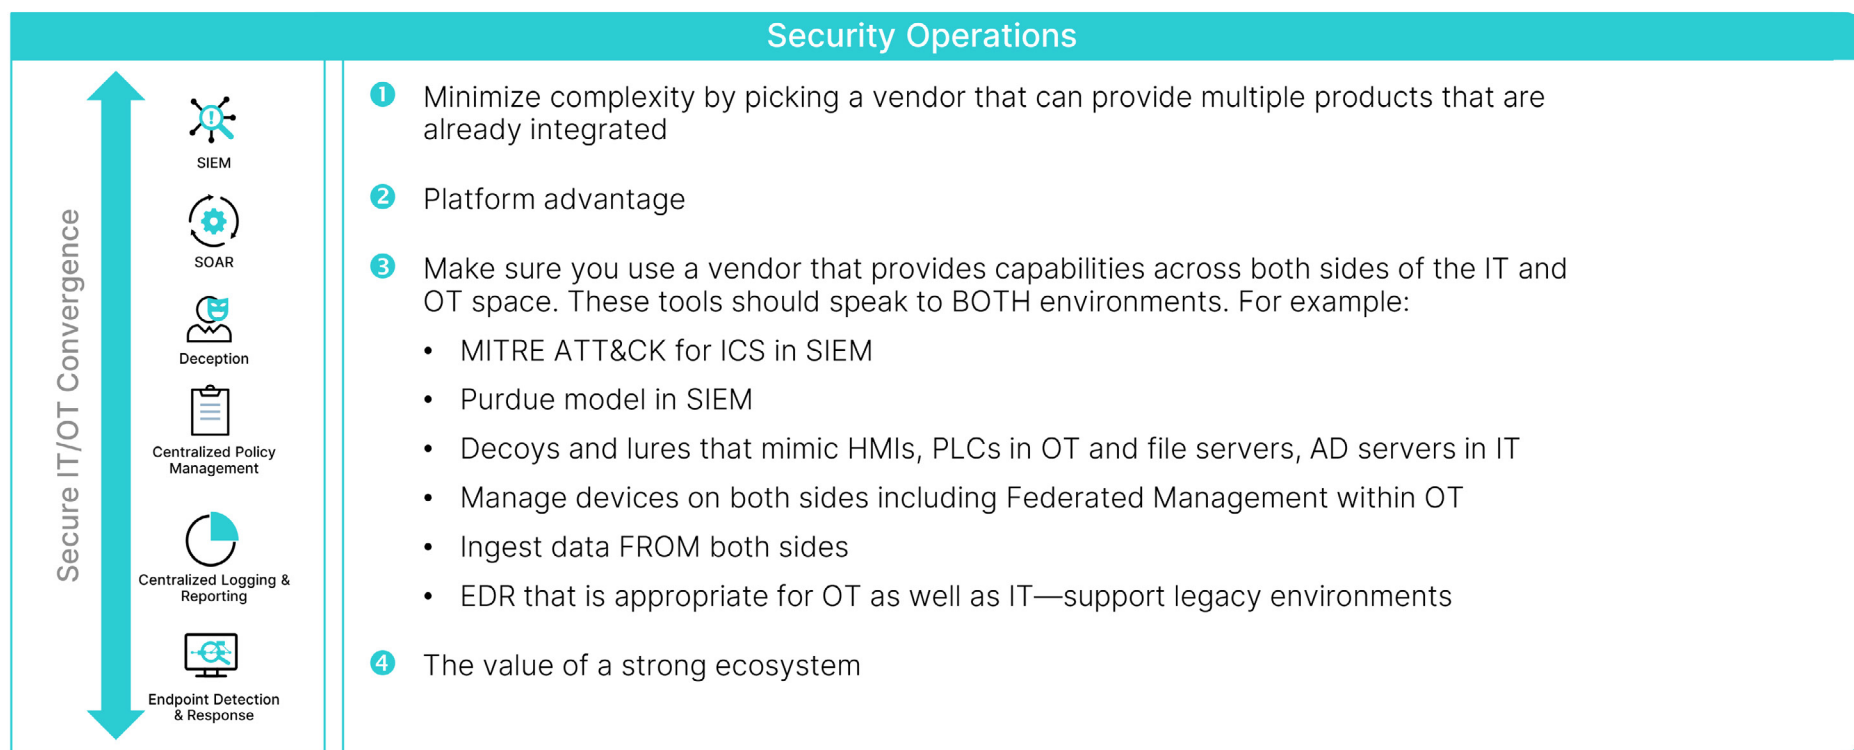 Security Operations
Secure IT/OT Convergence
SIEM
SOAR
Deception
Centralized Policy
Management
Centralized Logging &
Reporting
Endpoint Detection
& Response
1 Minimize complexity by picking a vendor that can provide multiple products that are
already integrated
2 Platform advantage
3 Make sure you use a vendor that provides capabilities across both sides of the IT and
OT space. These tools should speak to BOTH environments. For example:
• MITRE ATT&CK for ICS in SIEM
• Purdue model in SIEM
• Decoys and lures that mimic HMIs, PLCs in OT and file servers, AD servers in IT
• Manage devices on both sides including Federated Management within OT
• Ingest data FROM both sides
• EDR that is appropriate for OT as well as IT—support legacy environments
4 The value of a strong ecosystem